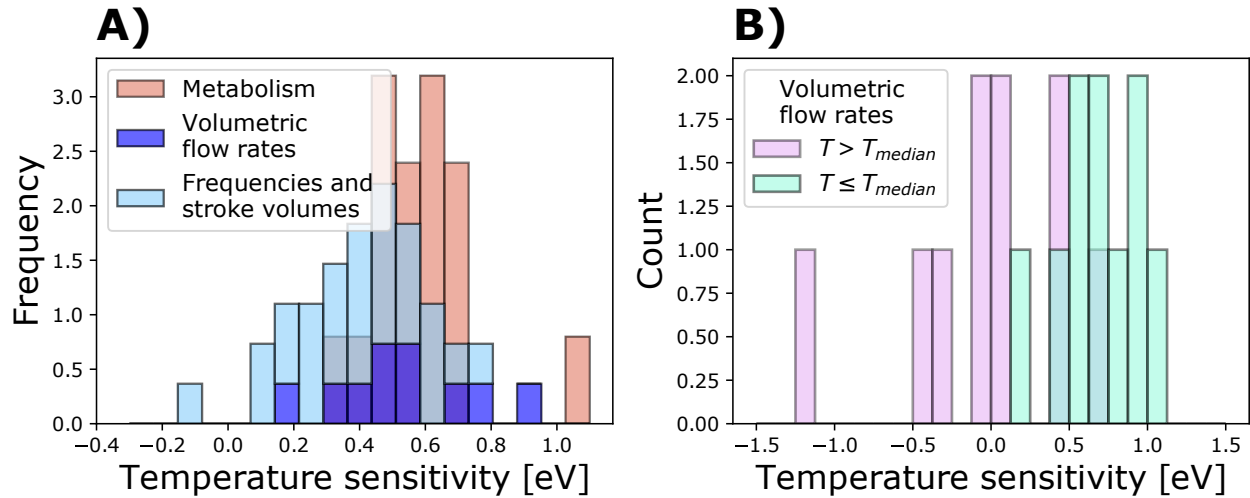 A)
Frequency
3.0
2.5
2.0
1.5
1.0
0.5
0.0
Metabolism
Volumetric
flow rates
Frequencies and
stroke volumes
−0.4 −0.2 0.0 0.2 0.4 0.6 0.8 1.0
Temperature sensitivity [eV]
B)
Count
2.00
1.75
1.50
1.25
1.00
0.75
0.50
0.25
0.00
Volumetric
flow rates
T > T_median
T ≤ T_median
−1.5 −1.0 −0.5 0.0 0.5 1.0 1.5
Temperature sensitivity [eV]